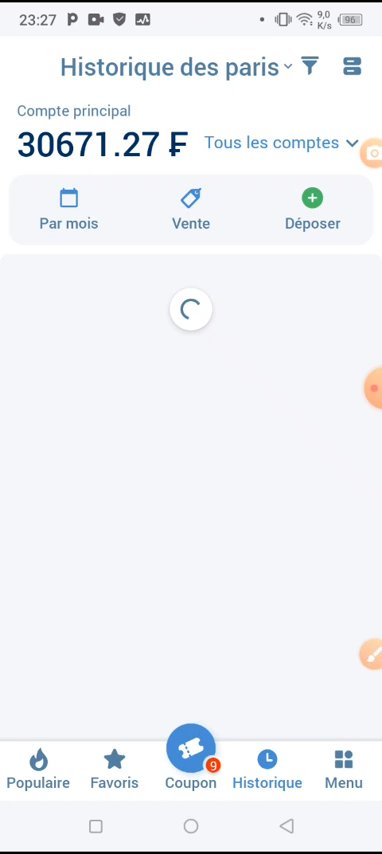 23:27 9,0 K/s 96
Historique des paris
Compte principal
30671.27 ₣ Tous les comptes
Par mois Vente Déposer
9
Populaire Favoris Coupon Historique Menu